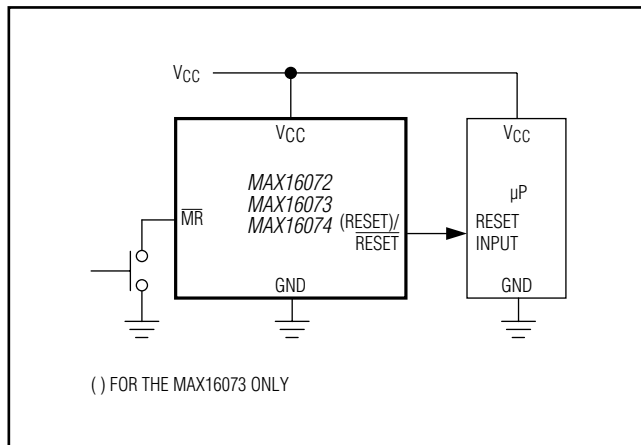 VCC
VCC
MAX16072
MAX16073
MAX16074
MR
(RESET)/
RESET
GND
VCC
µP
RESET
INPUT
GND
( ) FOR THE MAX16073 ONLY